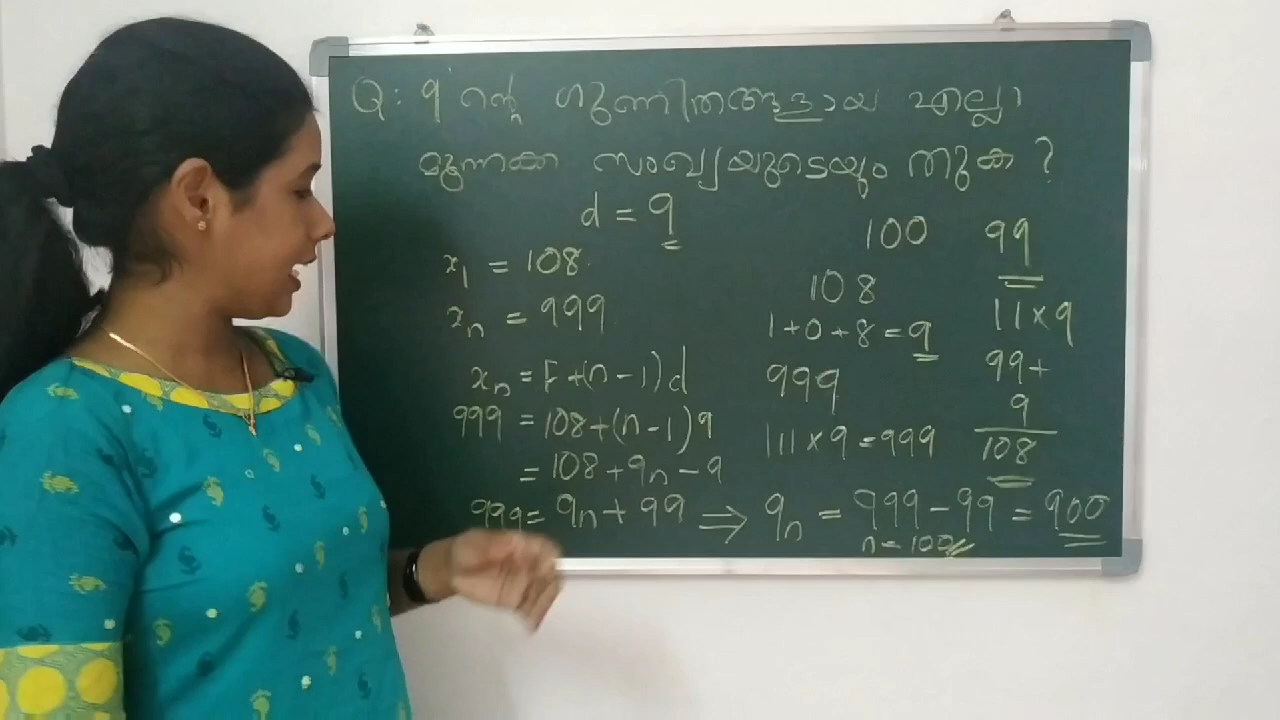 Q: 9 ന്റെ ഗുണിതങ്ങളായ എല്ലാ
മൂന്നക്ക സംഖ്യയുടെയും തുക ?
d = 9
x₁ = 108
xₙ = 999
xₙ = F+(n-1)d
999 = 108+(n-1)9
= 108+9n-9
999 = 9n+99 ⇒ 9n = 999-99 = 900
n = 100
100
108
1+0+8=9
999
111×9=999
99
11×9
99+
9
108